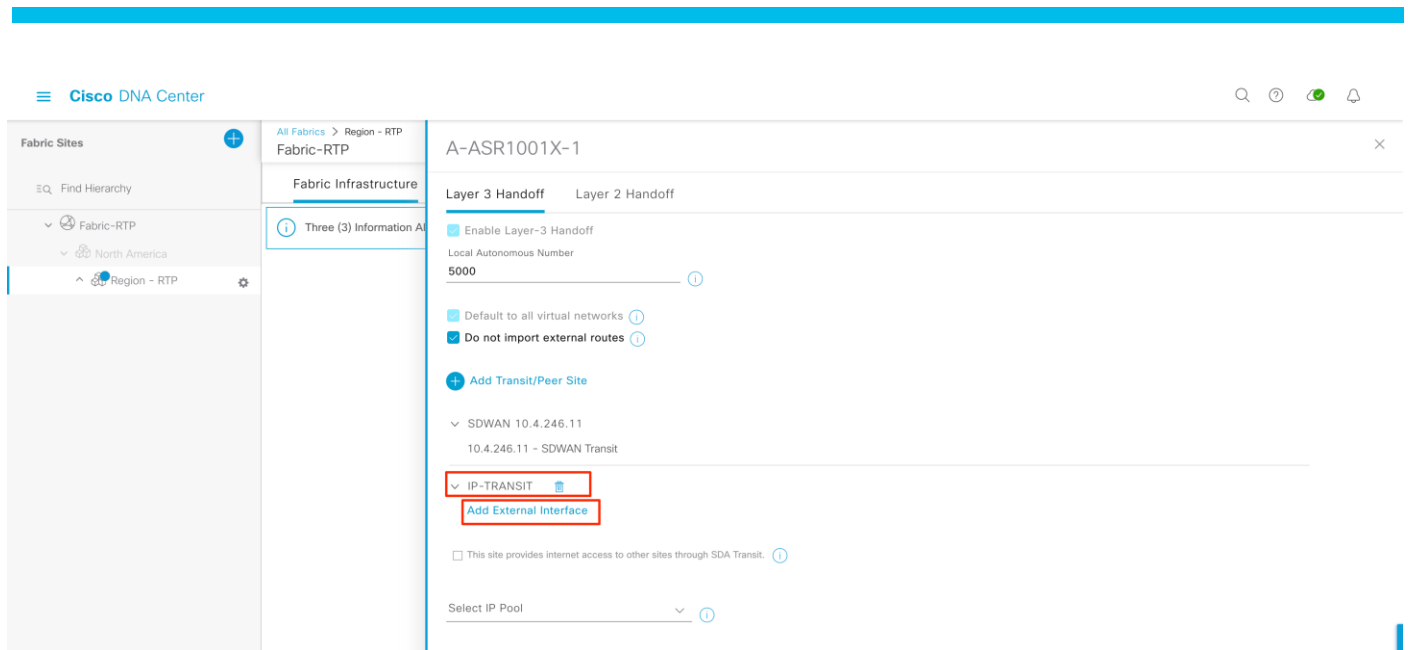 Cisco DNA Center
Fabric Sites
Find Hierarchy
Fabric-RTP
North America
Region - RTP
All Fabrics > Region - RTP
Fabric-RTP
Fabric Infrastructure
Three (3) Information Al
A-ASR1001X-1
Layer 3 Handoff Layer 2 Handoff
Enable Layer-3 Handoff
Local Autonomous Number
5000
Default to all virtual networks
Do not import external routes
Add Transit/Peer Site
SDWAN 10.4.246.11
10.4.246.11 - SDWAN Transit
IP-TRANSIT
Add External Interface
This site provides internet access to other sites through SDA Transit.
Select IP Pool